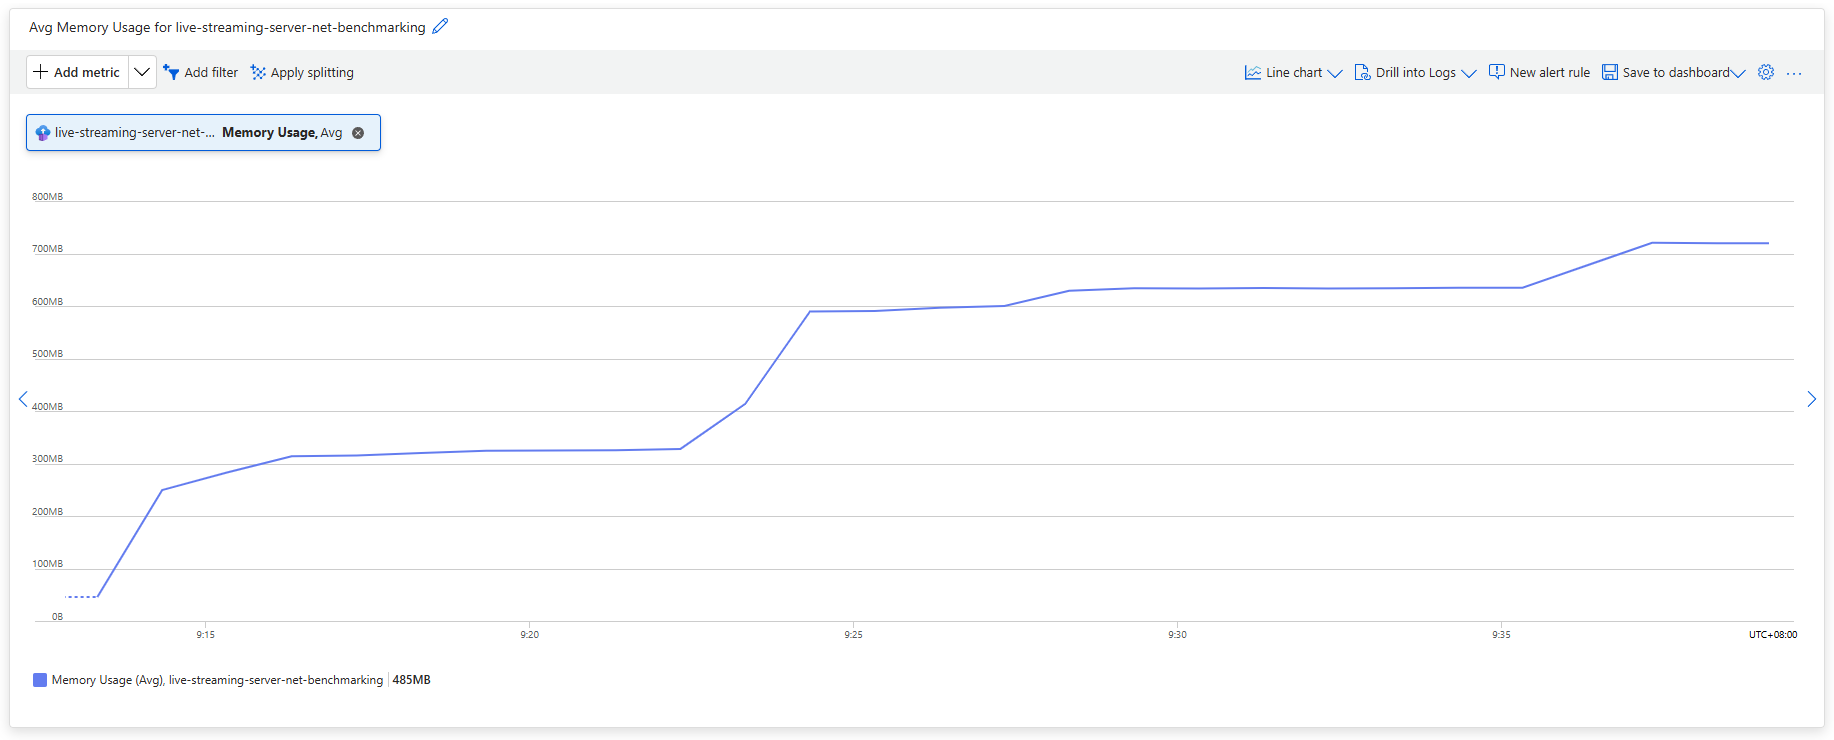 Avg Memory Usage for live-streaming-server-net-benchmarking
Add metric Add filter Apply splitting Line chart Drill into Logs New alert rule Save to dashboard ...
live-streaming-server-net-... Memory Usage, Avg
800MB
700MB
600MB
500MB
400MB
300MB
200MB
100MB
0B
9:15 9:20 9:25 9:30 9:35 UTC+08:00
Memory Usage (Avg), live-streaming-server-net-benchmarking 485MB